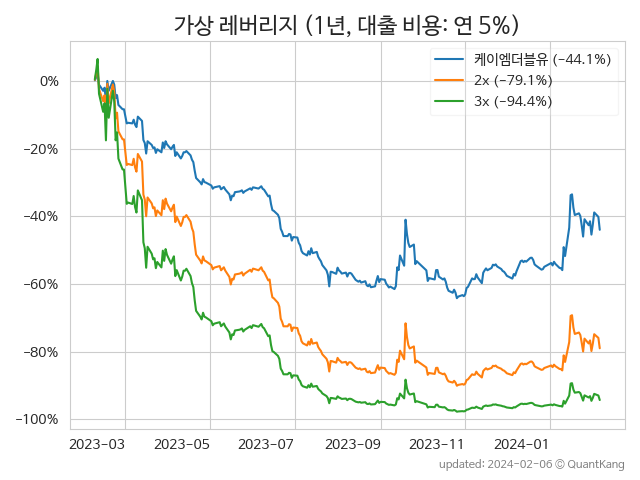 가상 레버리지 (1년, 대출 비용: 연 5%)
케이엠더블유 (−44.1%)
2x (−79.1%)
3x (−94.4%)
0%
−20%
−40%
−60%
−80%
−100%
2023-03 2023-05 2023-07 2023-09 2023-11 2024-01
updated: 2024-02-06 © QuantKang